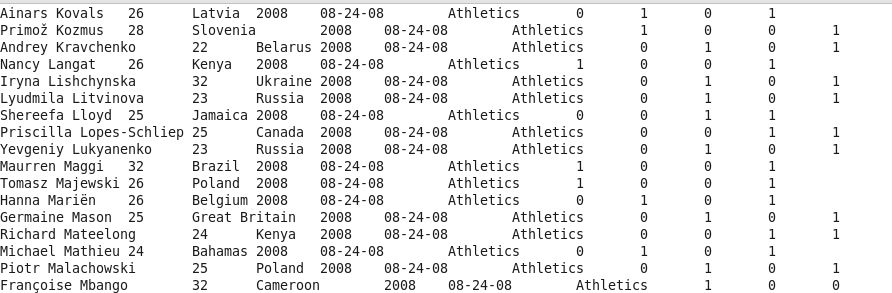 Ainars Kovals 26 Latvia 2008 08-24-08 Athletics 0 1 0 1
Primož Kozmus 28 Slovenia 2008 08-24-08 Athletics 1 0 0 1
Andrey Kravchenko 22 Belarus 2008 08-24-08 Athletics 0 1 0 1
Nancy Langat 26 Kenya 2008 08-24-08 Athletics 1 0 0 1
Iryna Lishchynska 32 Ukraine 2008 08-24-08 Athletics 0 1 0 1
Lyudmila Litvinova 23 Russia 2008 08-24-08 Athletics 0 1 0 1
Shereefa Lloyd 25 Jamaica 2008 08-24-08 Athletics 0 0 1 1
Priscilla Lopes-Schliep 25 Canada 2008 08-24-08 Athletics 0 0 1 1
Yevgeniy Lukyanenko 23 Russia 2008 08-24-08 Athletics 0 1 0 1
Maurren Maggi 32 Brazil 2008 08-24-08 Athletics 1 0 0 1
Tomasz Majewski 26 Poland 2008 08-24-08 Athletics 1 0 0 1
Hanna Mariën 26 Belgium 2008 08-24-08 Athletics 0 1 0 1
Germaine Mason 25 Great Britain 2008 08-24-08 Athletics 0 1 0 1
Richard Mateelong 24 Kenya 2008 08-24-08 Athletics 0 0 1 1
Michael Mathieu 24 Bahamas 2008 08-24-08 Athletics 0 1 0 1
Piotr Malachowski 25 Poland 2008 08-24-08 Athletics 0 1 0 1
Françoise Mbango 32 Cameroon 2008 08-24-08 Athletics 1 0 0